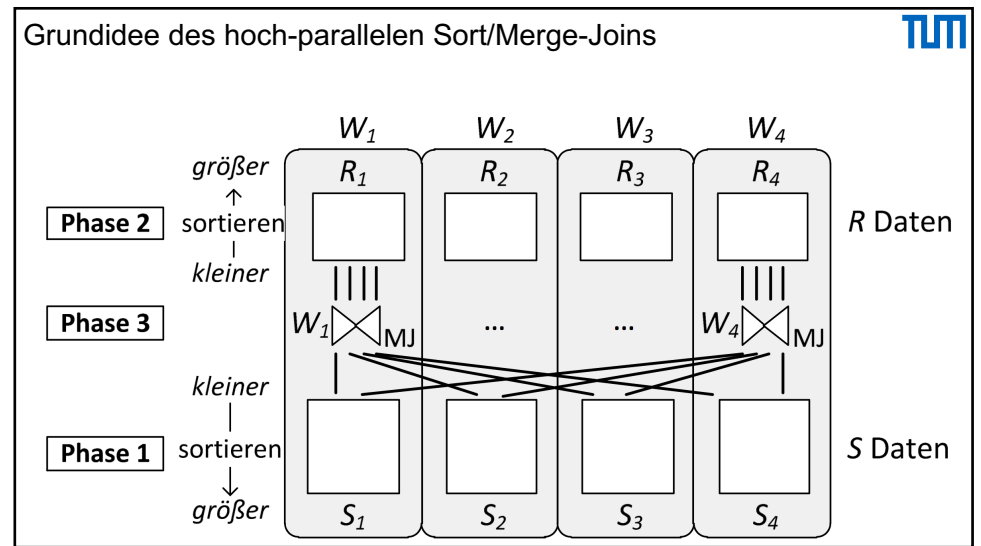 Grundidee des hoch-parallelen Sort/Merge-Joins
TUM
W₁ W₂ W₃ W₄
größer R₁ R₂ R₃ R₄
Phase 2 sortieren R Daten
kleiner
Phase 3 W₁ MJ ... ... W₄ MJ
kleiner
Phase 1 sortieren S Daten
größer S₁ S₂ S₃ S₄